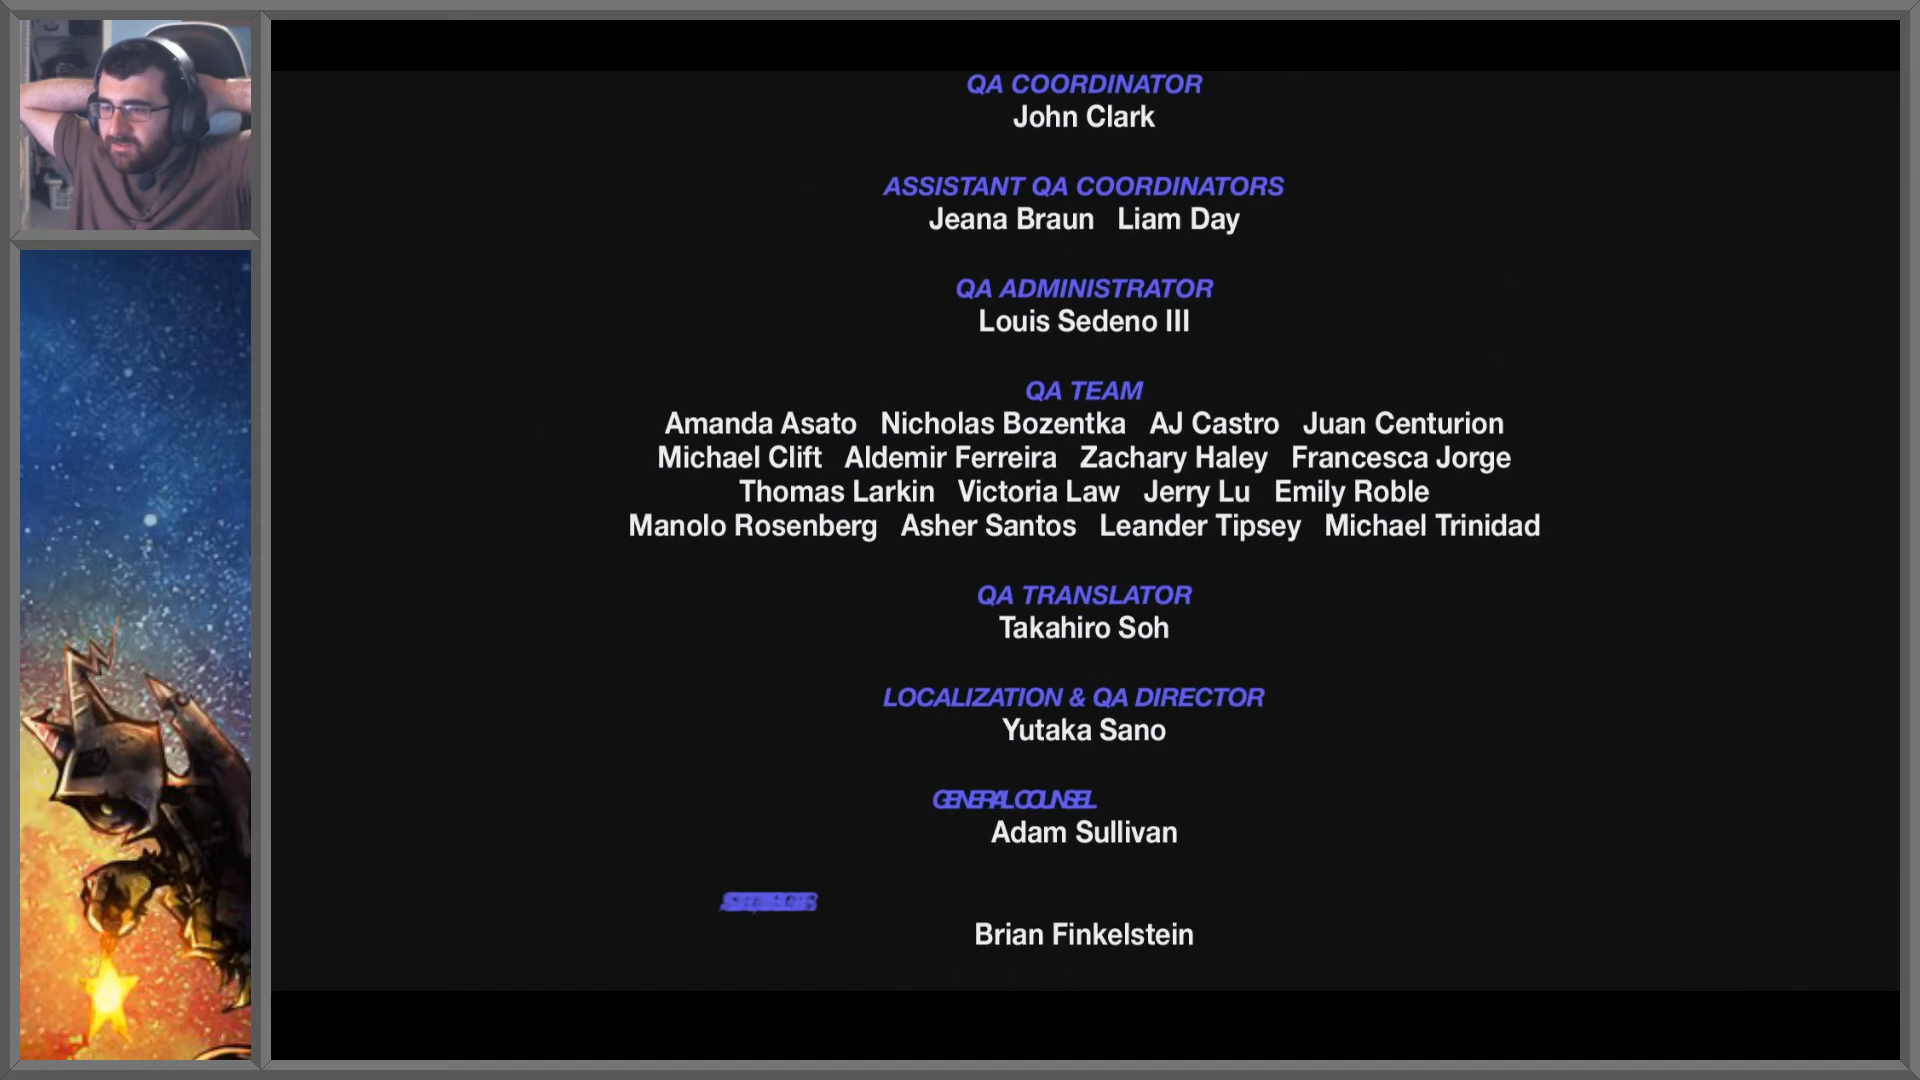 QA COORDINATOR
John Clark
ASSISTANT QA COORDINATORS
Jeana Braun Liam Day
QA ADMINISTRATOR
Louis Sedeno III
QA TEAM
Amanda Asato Nicholas Bozentka AJ Castro Juan Centurion
Michael Clift Aldemir Ferreira Zachary Haley Francesca Jorge
Thomas Larkin Victoria Law Jerry Lu Emily Roble
Manolo Rosenberg Asher Santos Leander Tipsey Michael Trinidad
QA TRANSLATOR
Takahiro Soh
LOCALIZATION & QA DIRECTOR
Yutaka Sano
GENERAL COUNSEL
Adam Sullivan
Brian Finkelstein